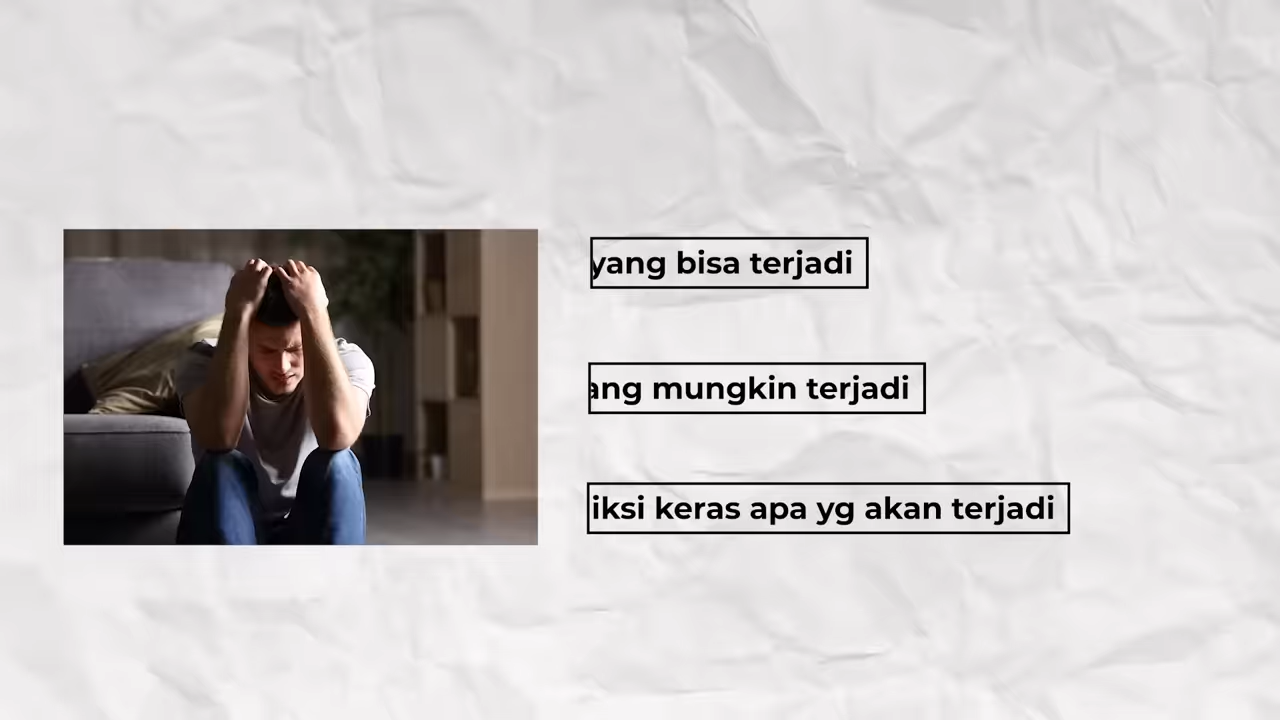 yang bisa terjadi
ang mungkin terjadi
iksi keras apa yg akan terjadi